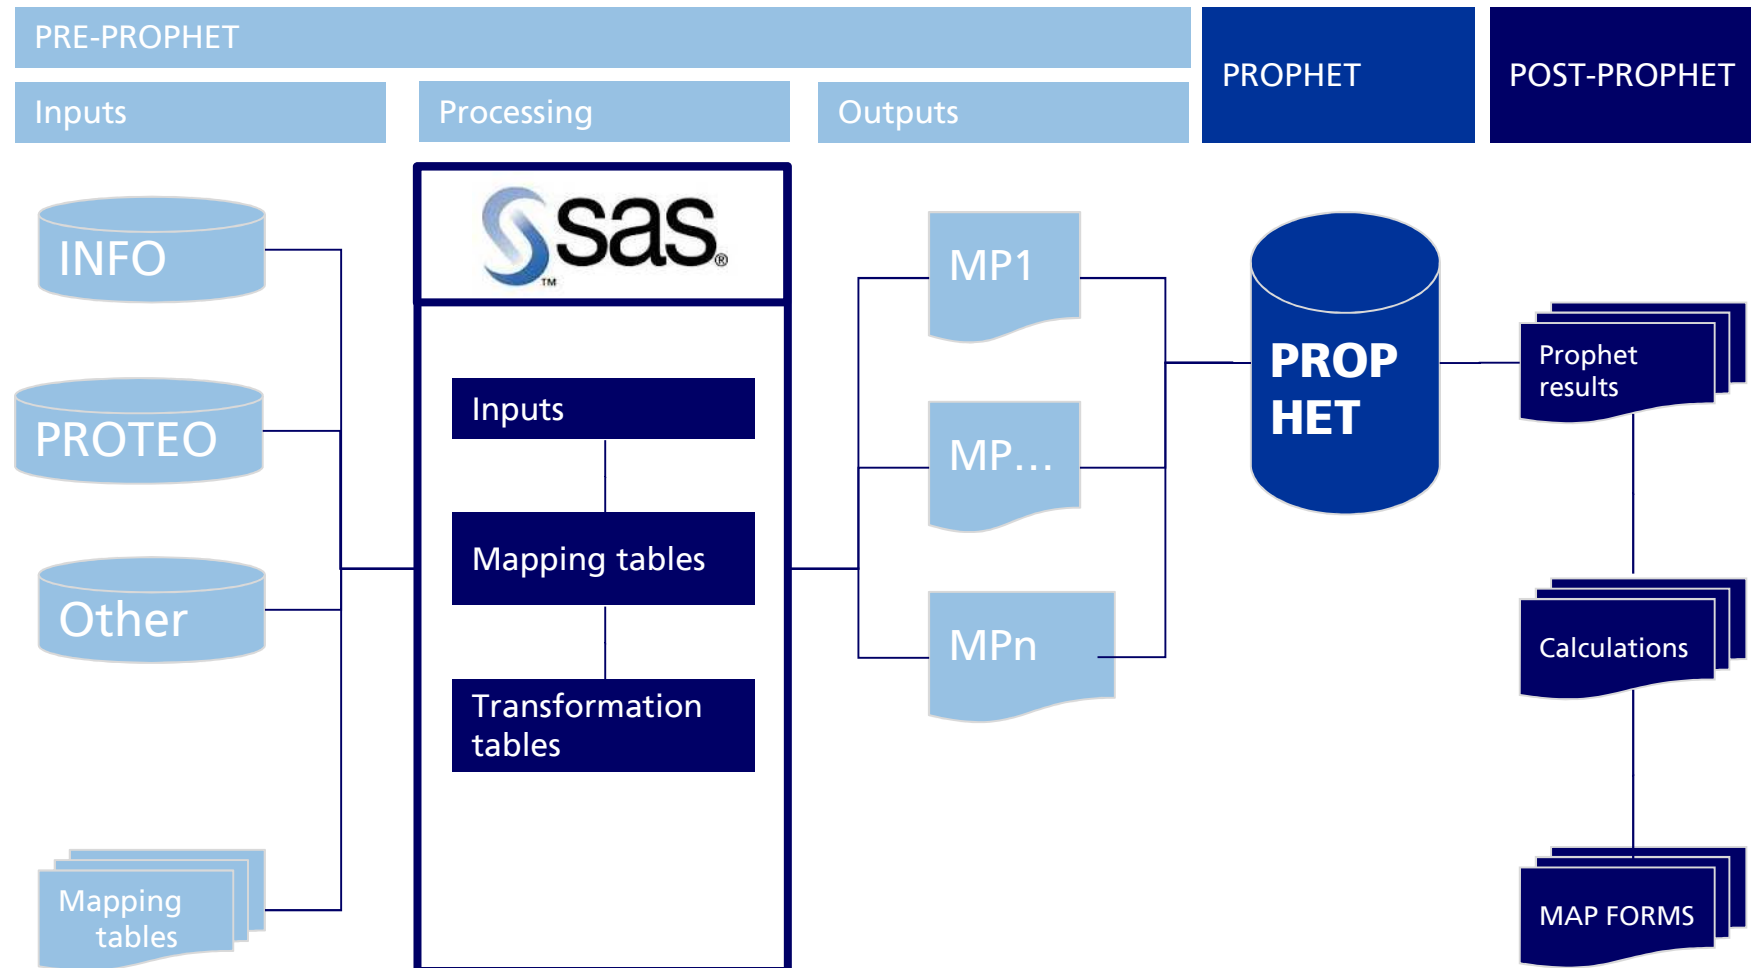 PRE-PROPHET
PROPHET
POST-PROPHET
Inputs
Processing
Outputs
sas®
TM
INFO
PROTEO
Other
Mapping
tables
Inputs
Mapping tables
Transformation
tables
MP1
MP...
MPn
PROP
HET
Prophet
results
Calculations
MAP FORMS